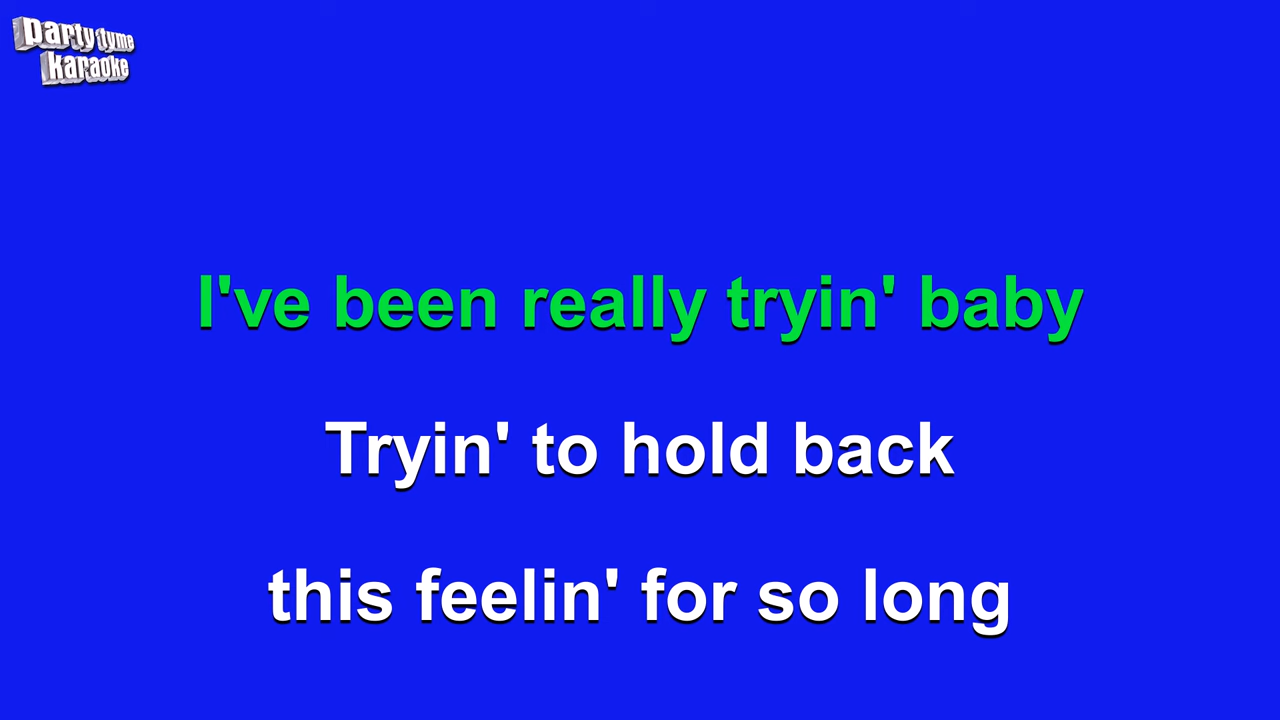 party tyme
karaoke
I've been really tryin' baby
Tryin' to hold back
this feelin' for so long